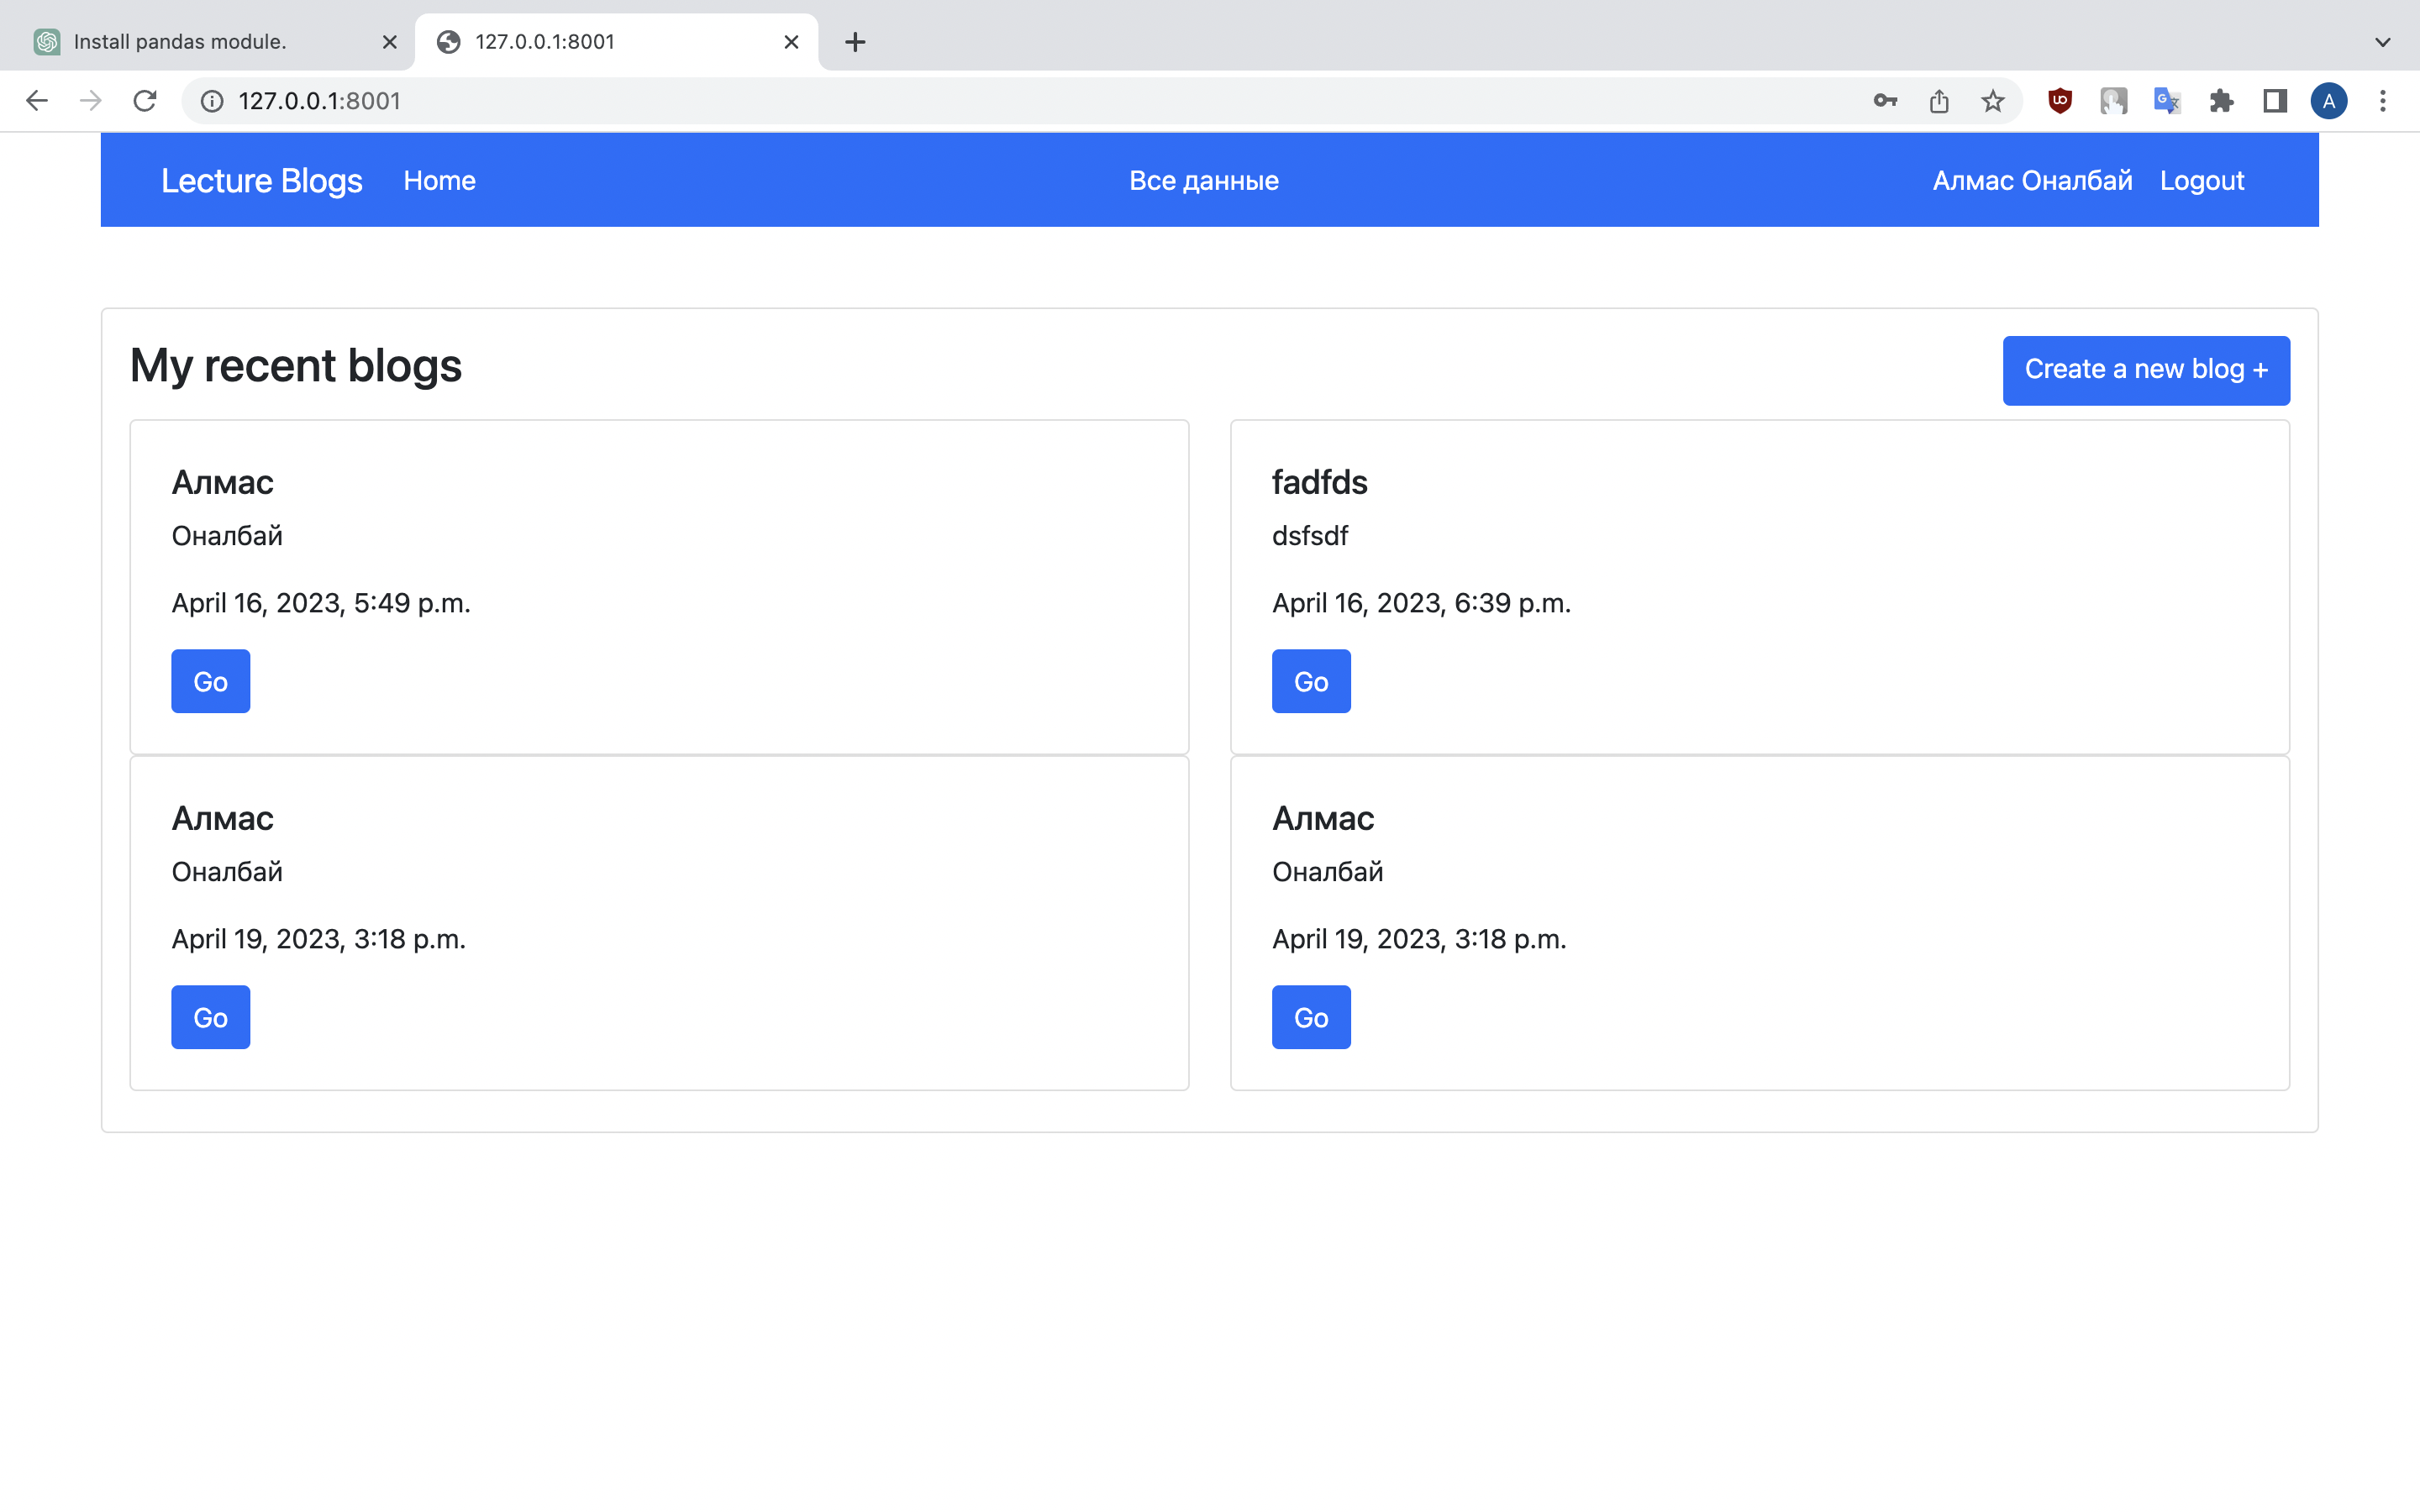 Install pandas module.
127.0.0.1:8001
127.0.0.1:8001
A
Lecture Blogs Home Все данные Алмас Оналбай Logout
My recent blogs
Create a new blog +
Алмас
Оналбай
April 16, 2023, 5:49 p.m.
Go
fadfds
dsfsdf
April 16, 2023, 6:39 p.m.
Go
Алмас
Оналбай
April 19, 2023, 3:18 p.m.
Go
Алмас
Оналбай
April 19, 2023, 3:18 p.m.
Go